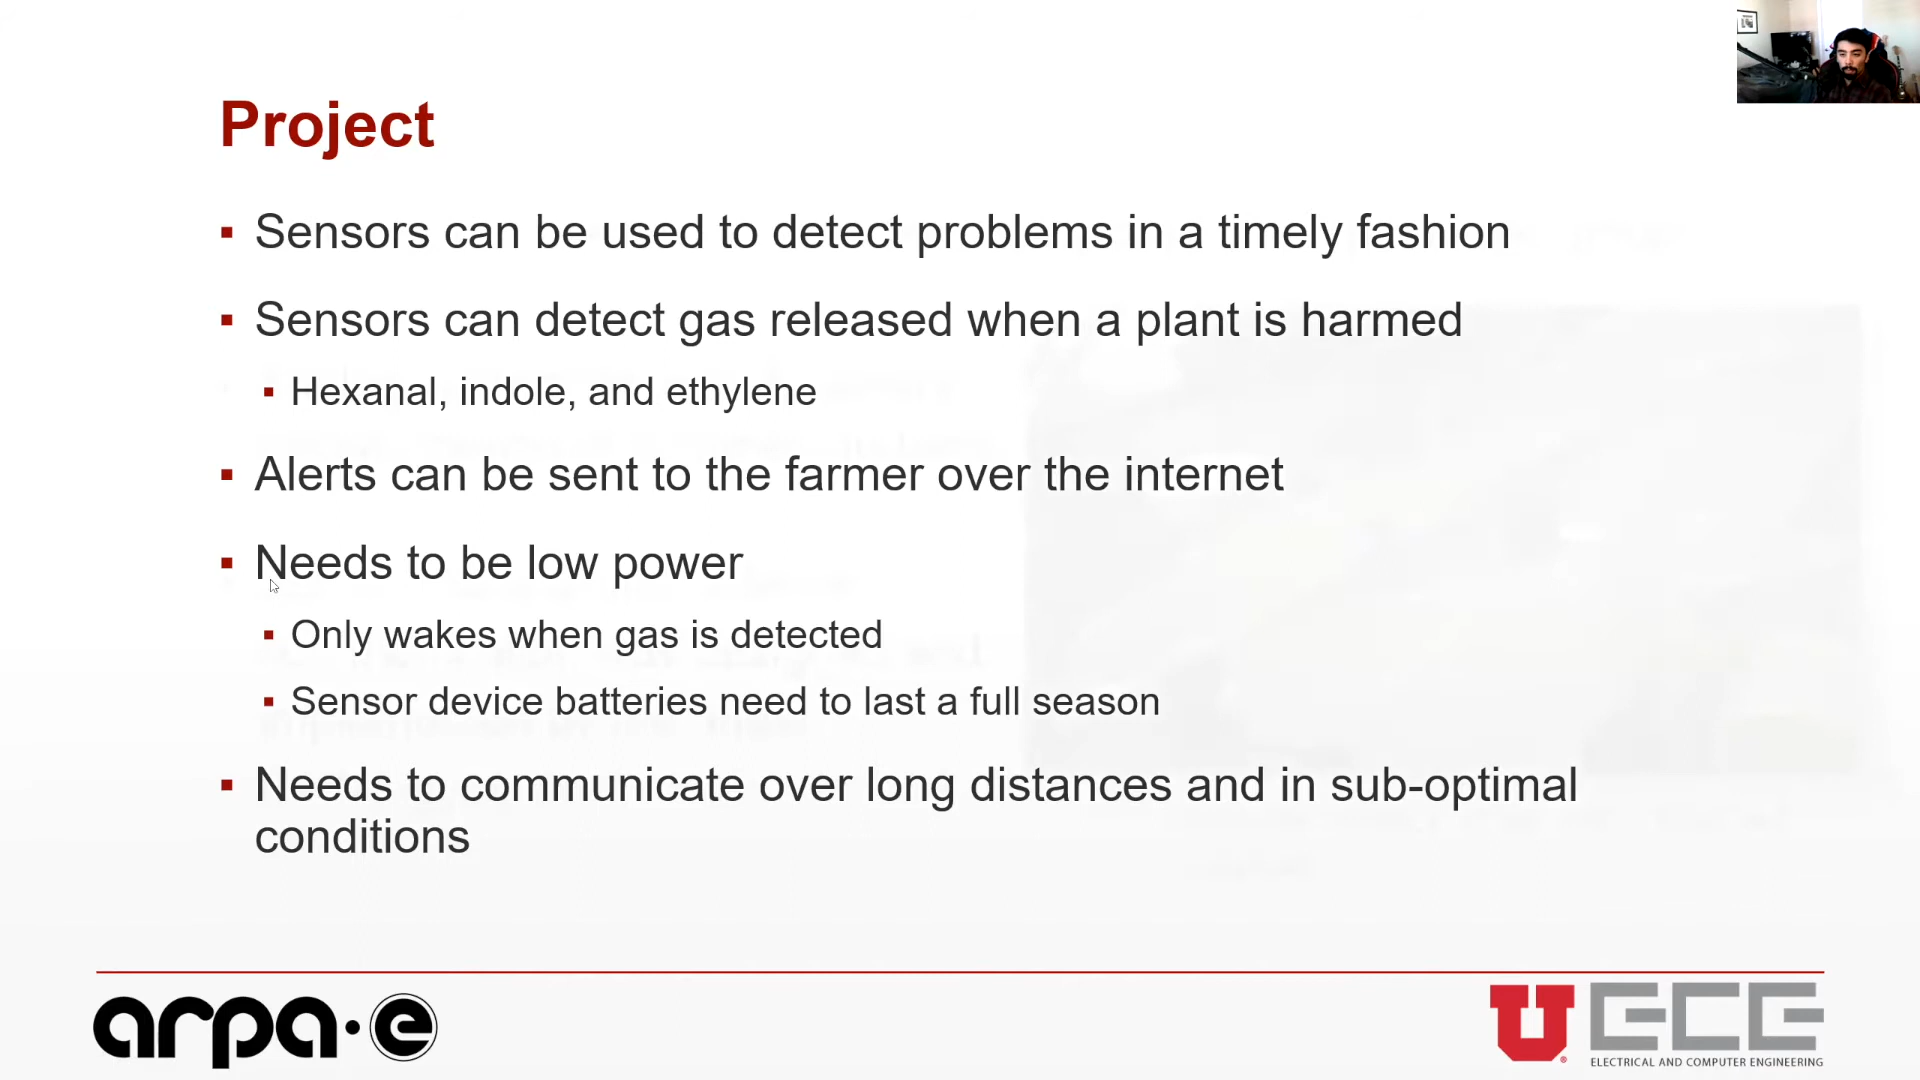 Project
▪ Sensors can be used to detect problems in a timely fashion
▪ Sensors can detect gas released when a plant is harmed
▪ Hexanal, indole, and ethylene
▪ Alerts can be sent to the farmer over the internet
▪ Needs to be low power
▪ Only wakes when gas is detected
▪ Sensor device batteries need to last a full season
▪ Needs to communicate over long distances and in sub-optimal
conditions
arpa·e
U ECE
ELECTRICAL AND COMPUTER ENGINEERING